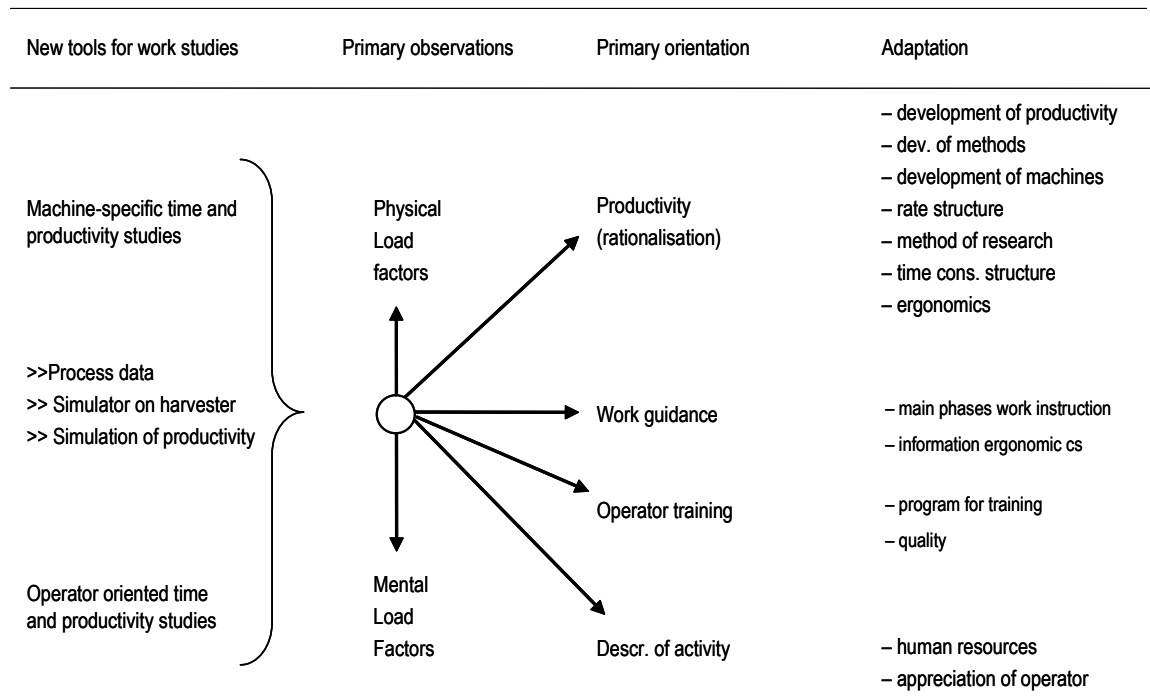 New tools for work studies
Primary observations
Primary orientation
Adaptation
Machine-specific time and
productivity studies
>>Process data
>> Simulator on harvester
>> Simulation of productivity
Operator oriented time
and productivity studies
Physical
Load
factors
Mental
Load
Factors
Productivity
(rationalisation)
Work guidance
Operator training
Descr. of activity
– development of productivity
– dev. of methods
– development of machines
– rate structure
– method of research
– time cons. structure
– ergonomics
– main phases work instruction
– information ergonomic cs
– program for training
– quality
– human resources
– appreciation of operator